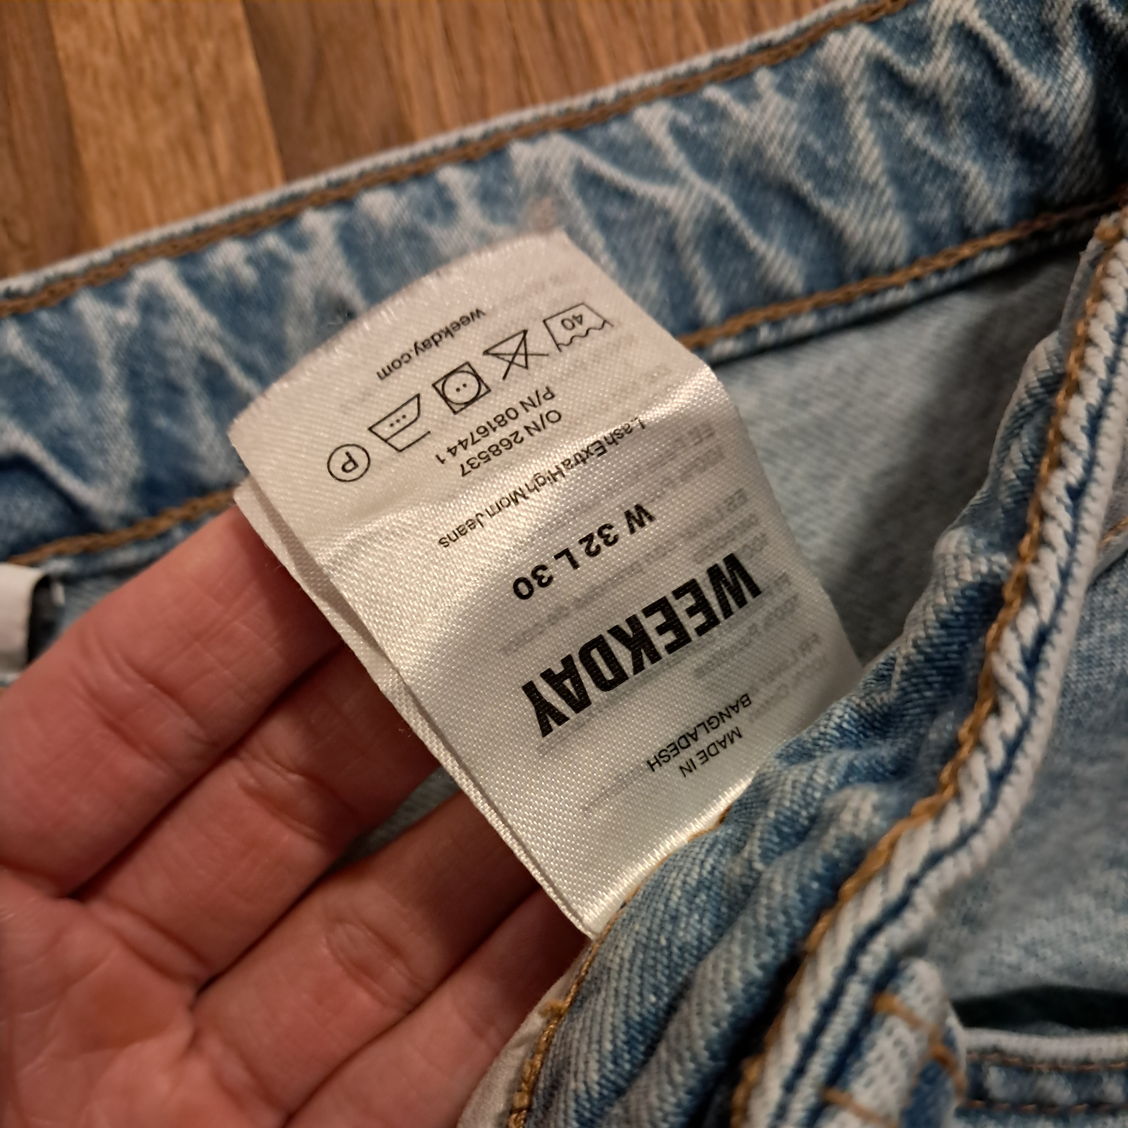 MADE IN
BANGLADESH
WEEKDAY
W 32 L 30
Lash Extra High Mom Jeans
O/N 268537
P/N 0816744 1
40
P
weekday.com